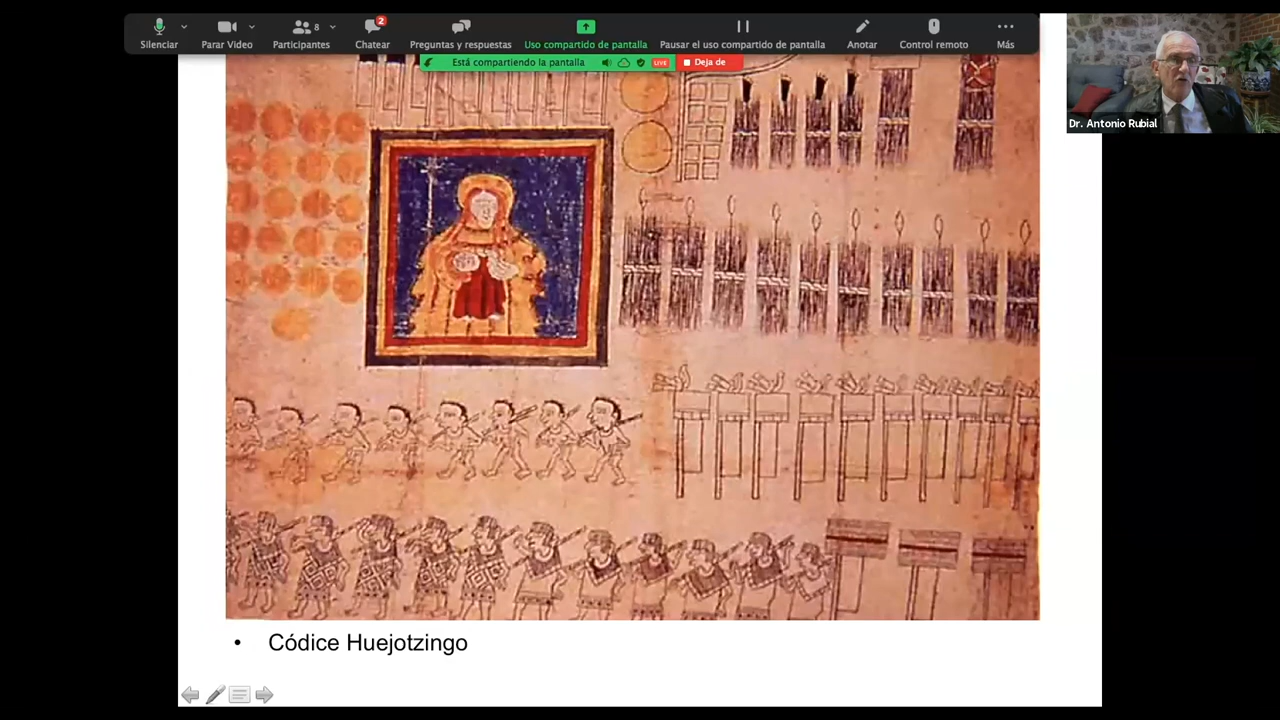 8
2
Silenciar
Parar Video
Participantes
Chatear
Preguntas y respuestas
Uso compartido de pantalla
Pausar el uso compartido de pantalla
Anotar
Control remoto
Más
Está compartiendo la pantalla
LIVE
Deja de
Dr. Antonio Rubial
• Códice Huejotzingo